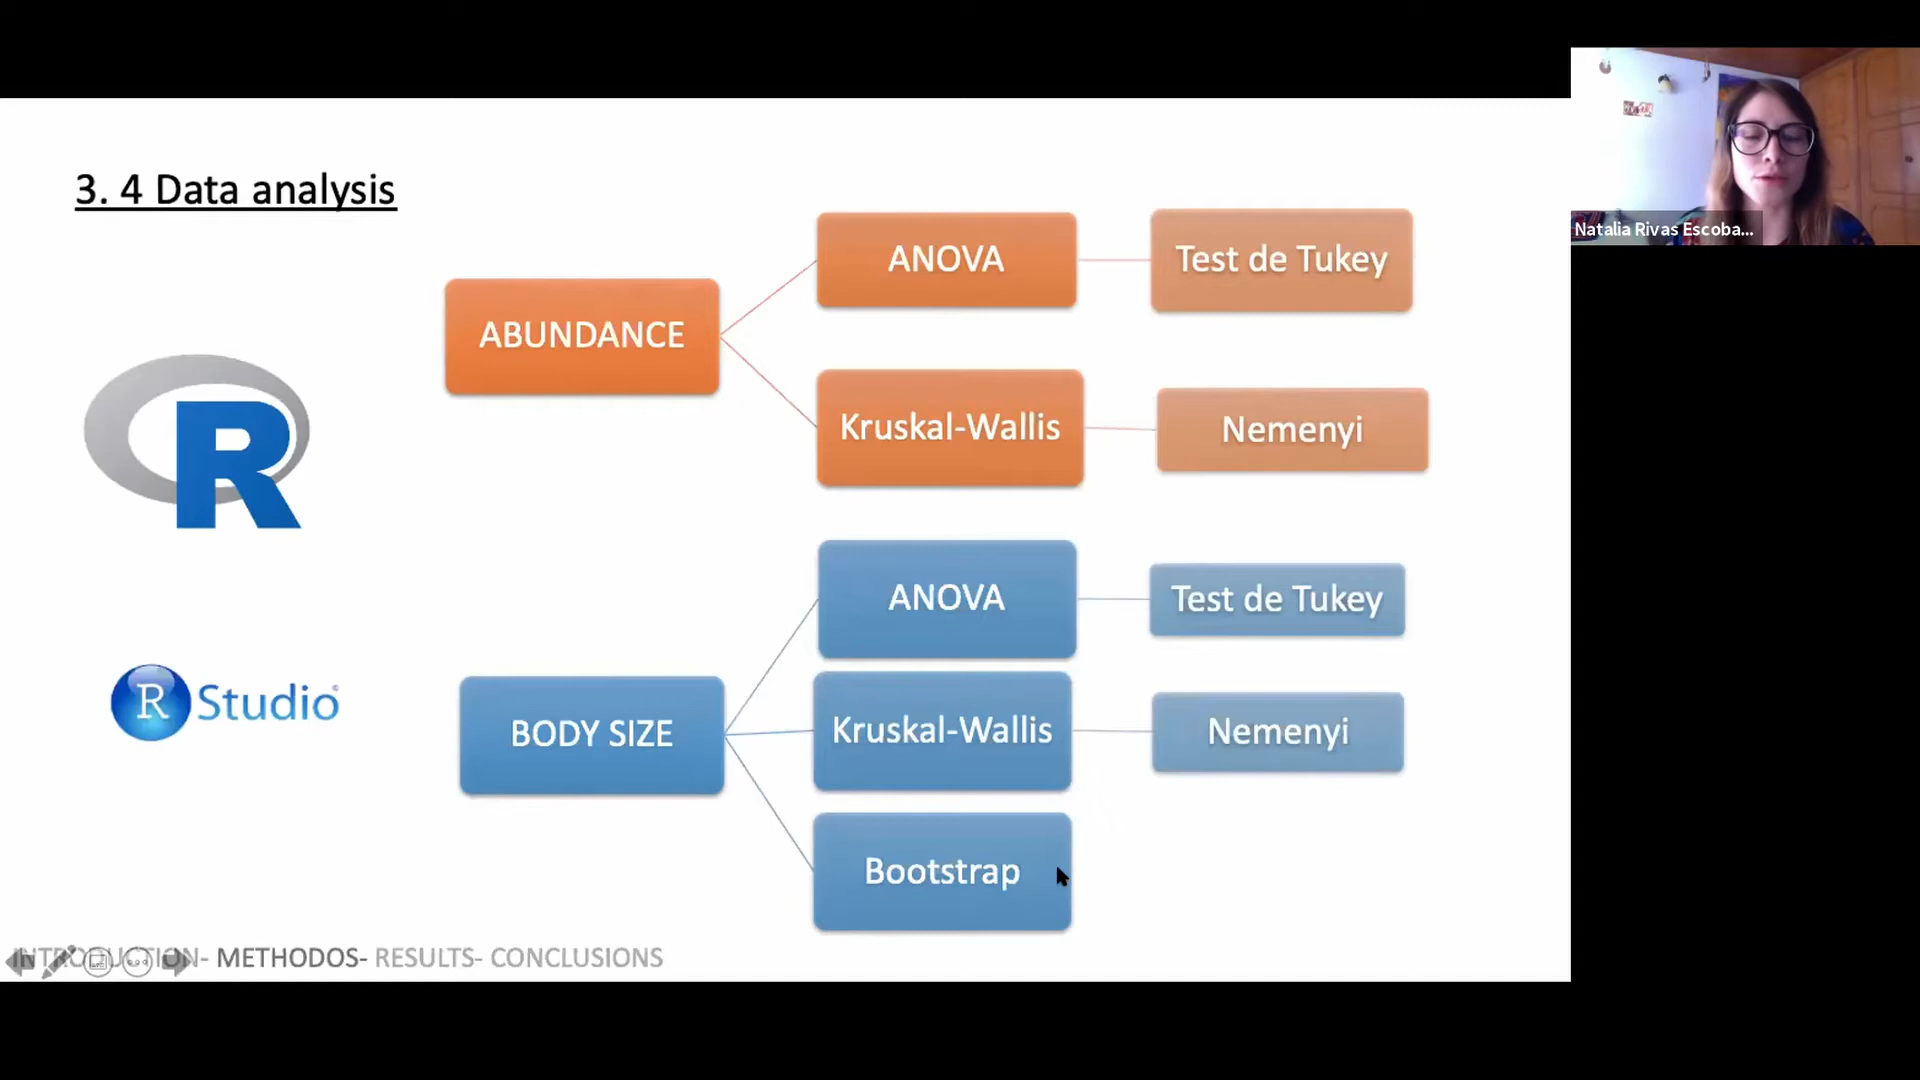 3. 4 Data analysis
ABUNDANCE
ANOVA
Test de Tukey
Kruskal-Wallis
Nemenyi
BODY SIZE
ANOVA
Test de Tukey
Kruskal-Wallis
Nemenyi
Bootstrap
R
R Studio
INTRODUCTION- METHODOS- RESULTS- CONCLUSIONS
Natalia Rivas Escoba...